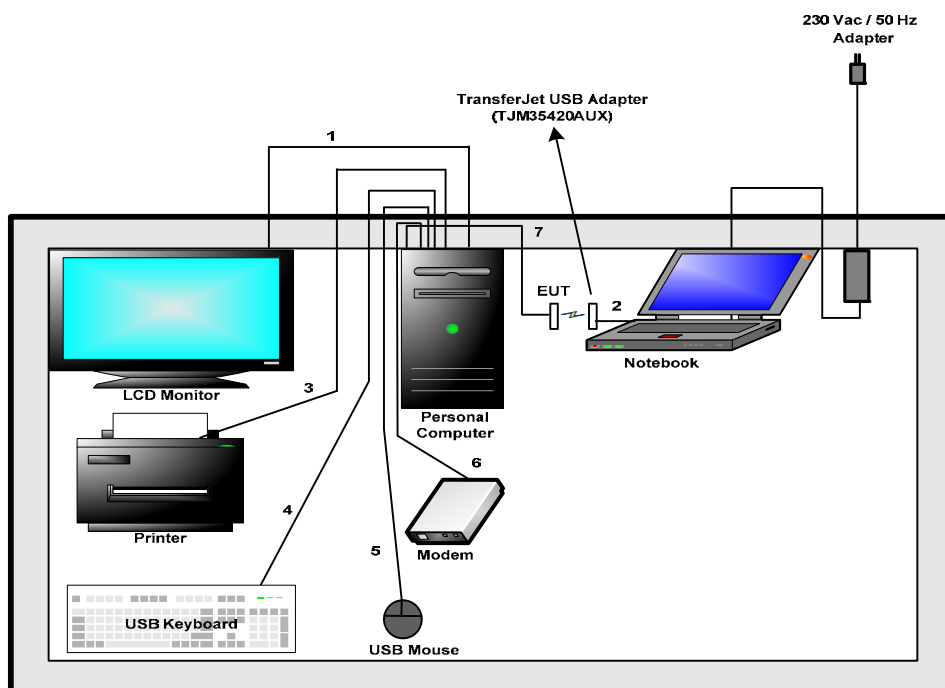 230 Vac / 50 Hz
Adapter
TransferJet USB Adapter
(TJM35420AUX)
1
7
EUT
2
Notebook
LCD Monitor
3
Personal
Computer
6
4
Printer
5
Modem
USB Keyboard
USB Mouse